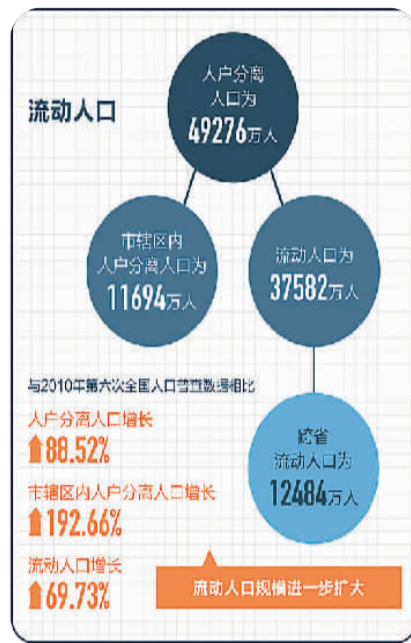 流动人口
人户分离
人口为
49276万人
市辖区内
人户分离人口为
11694万人
流动人口为
37582万人
跨省
流动人口为
12484万人
与2010年第六次全国人口普查数据相比
人户分离人口增长
88.52%
市辖区内人户分离人口增长
192.66%
流动人口增长
69.73%
流动人口规模进一步扩大